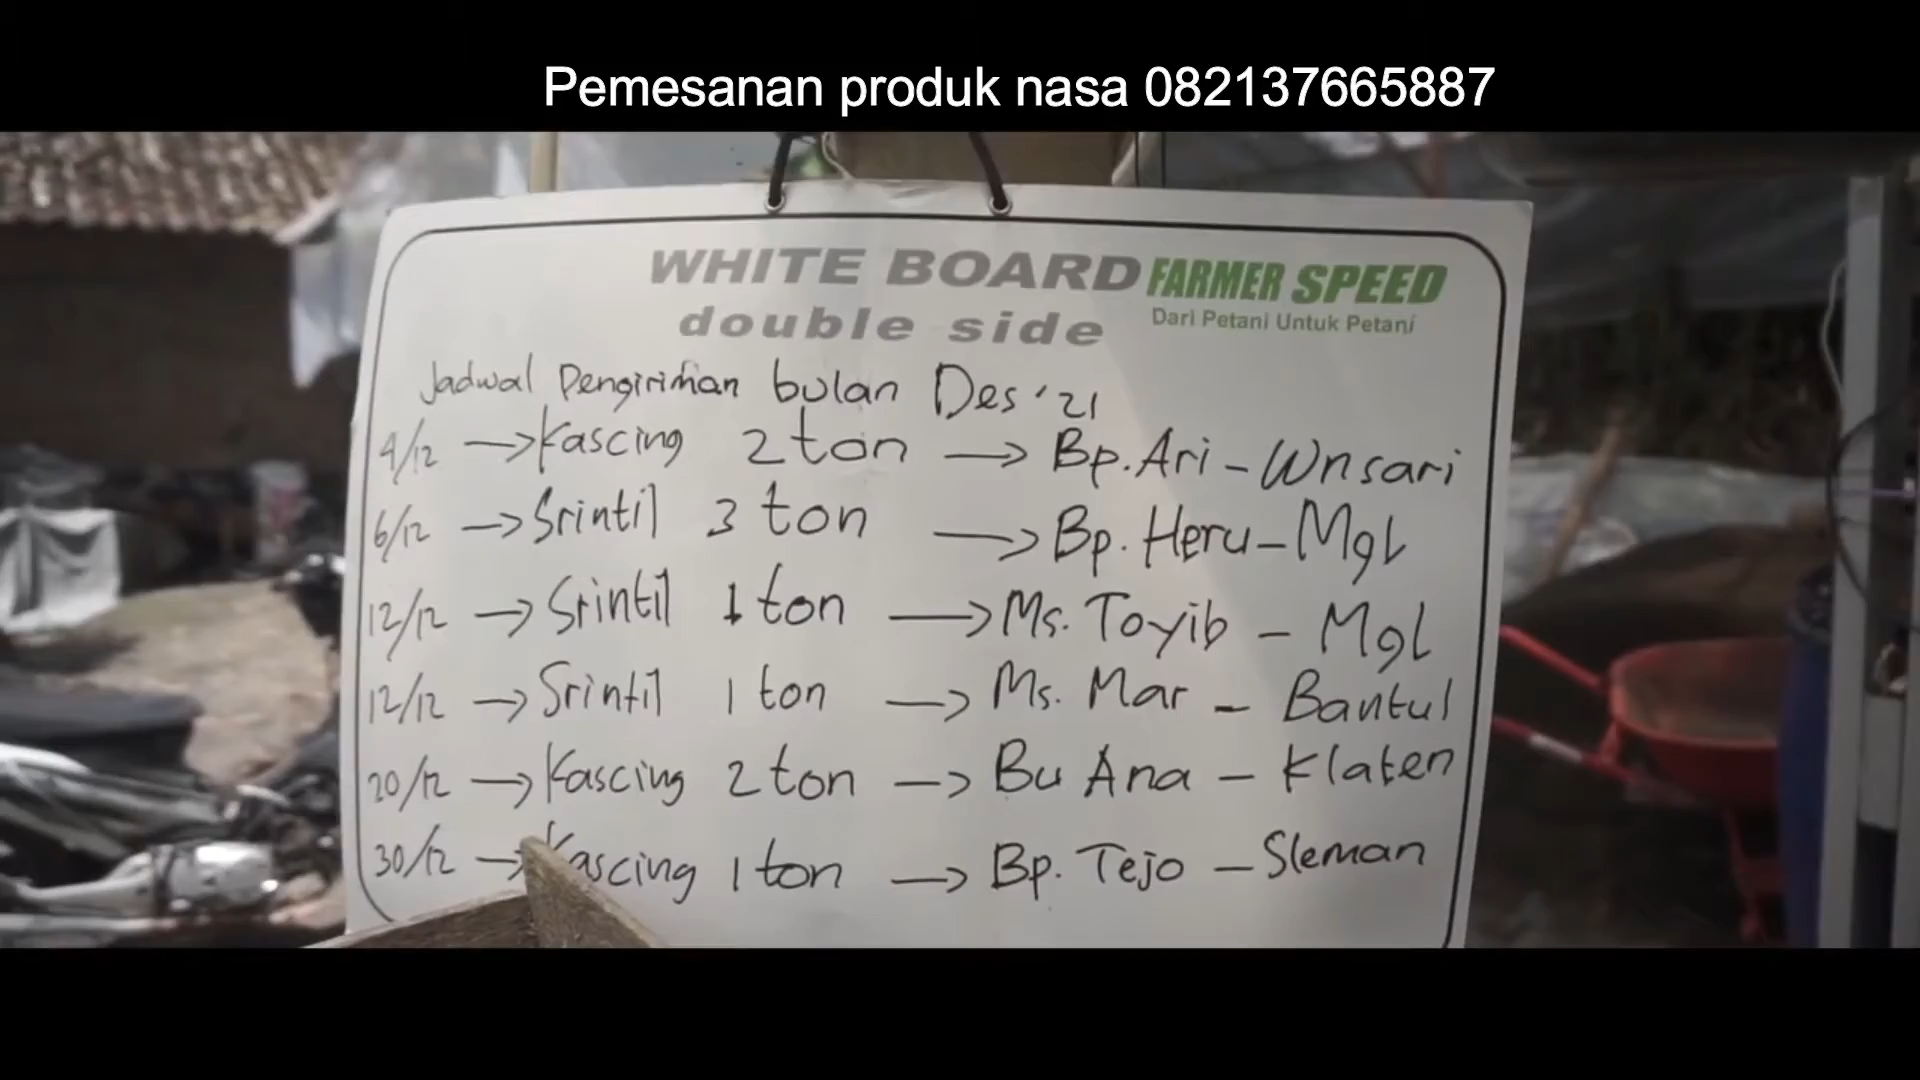 Pemesanan produk nasa 082137665887
WHITE BOARD FARMER SPEED
double side Dari Petani Untuk Petani
Jadwal Pengiriman bulan Des '21
4/12 → Kascing 2 ton → Bp. Ari - Wnsari
6/12 → Srintil 3 ton → Bp. Heru - Mgl
12/12 → Srintil 1 ton → Ms. Toyib - Mgl
12/12 → Srintil 1 ton → Ms. Mar - Bantul
20/12 → Kascing 2 ton → Bu Ana - Klaten
30/12 → Kascing 1 ton → Bp. Tejo - Sleman